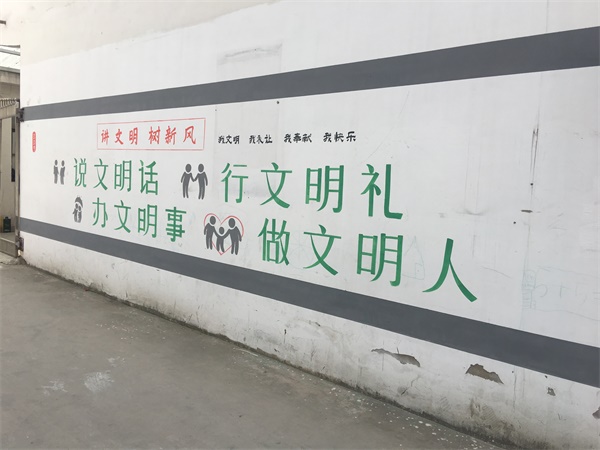 讲文明 树新风
我文明 我礼让 我奉献 我快乐
说文明话 行文明礼
办文明事 做文明人